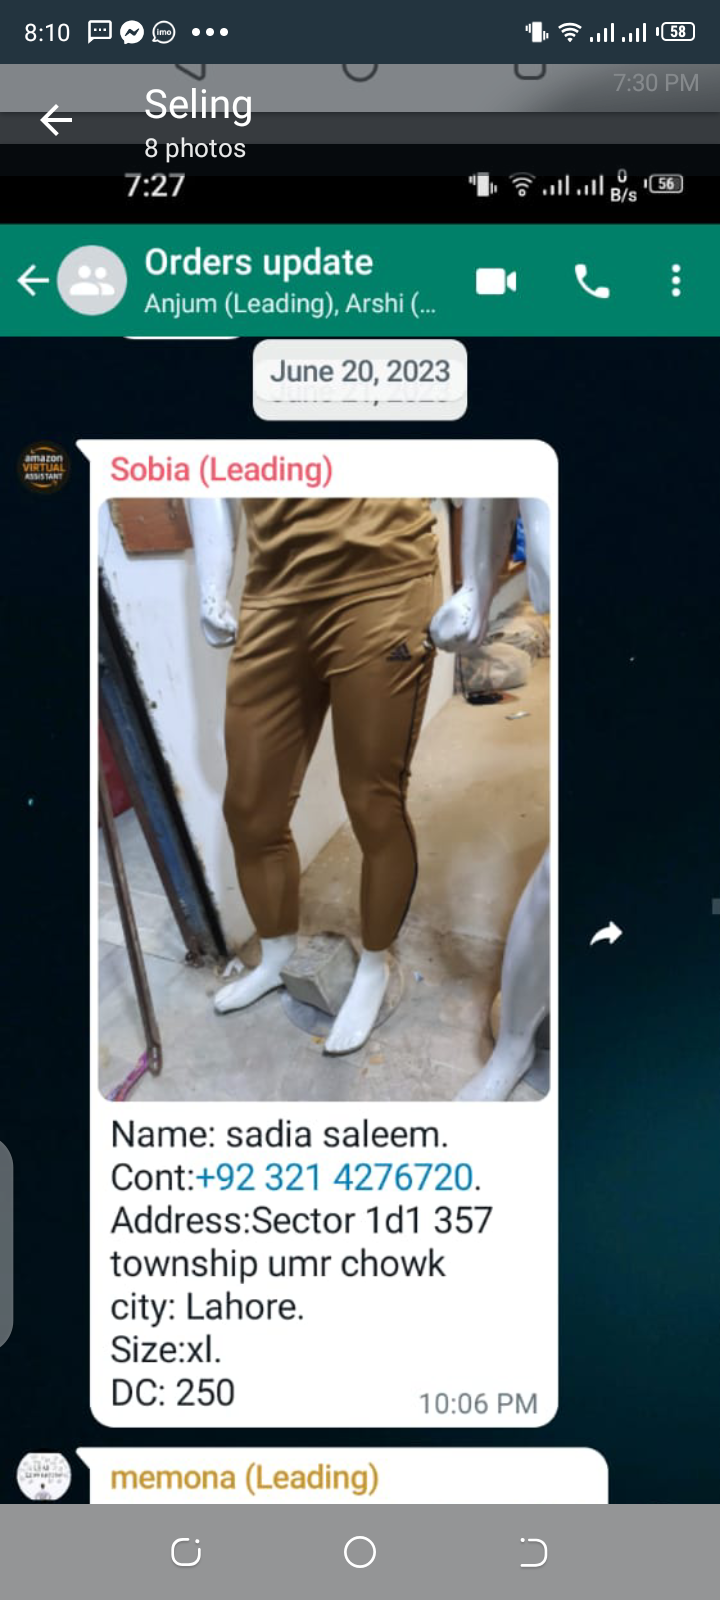 8:10
imo
58
7:30 PM
Seling
8 photos
7:27
0
B/s
56
Orders update
Anjum (Leading), Arshi (...
June 20, 2023
amazon
VIRTUAL
ASSISTANT
Sobia (Leading)
Name: sadia saleem.
Cont:+92 321 4276720.
Address:Sector 1d1 357
township umr chowk
city: Lahore.
Size:xl.
DC: 250
10:06 PM
memona (Leading)